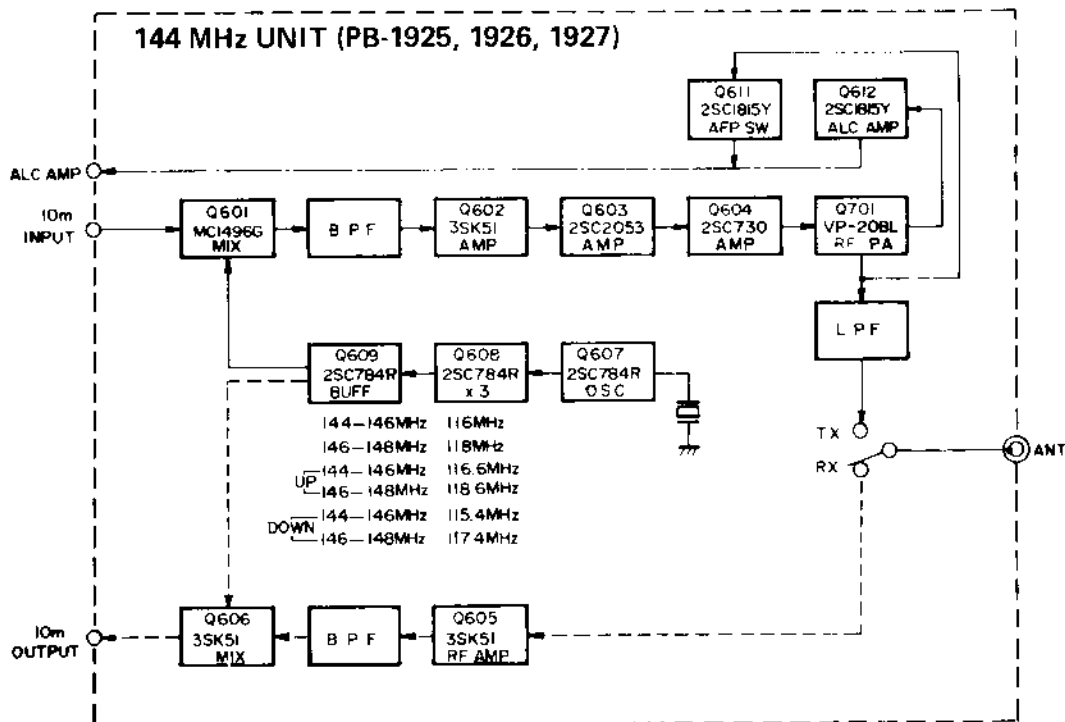 144 MHz UNIT (PB-1925, 1926, 1927)
Q611
2SC1815Y
AFP SW
Q612
2SC1815Y
ALC AMP
ALC AMP
10m
INPUT
Q601
MC1496G
MIX
B P F
Q602
3SK51
AMP
Q603
2SC2053
AMP
Q604
2SC730
AMP
Q701
VP-20BL
RF PA
L P F
Q609
2SC784R
BUFF
Q608
2SC784R
x 3
Q607
2SC784R
OSC
144-146MHz 116MHz
146-148MHz 118MHz
UP
144-146MHz 116.6MHz
146-148MHz 118.6MHz
DOWN
144-146MHz 115.4MHz
146-148MHz 117.4MHz
TX
RX
ANT
10m
OUTPUT
Q606
3SK51
MIX
B P F
Q605
3SK51
RF AMP